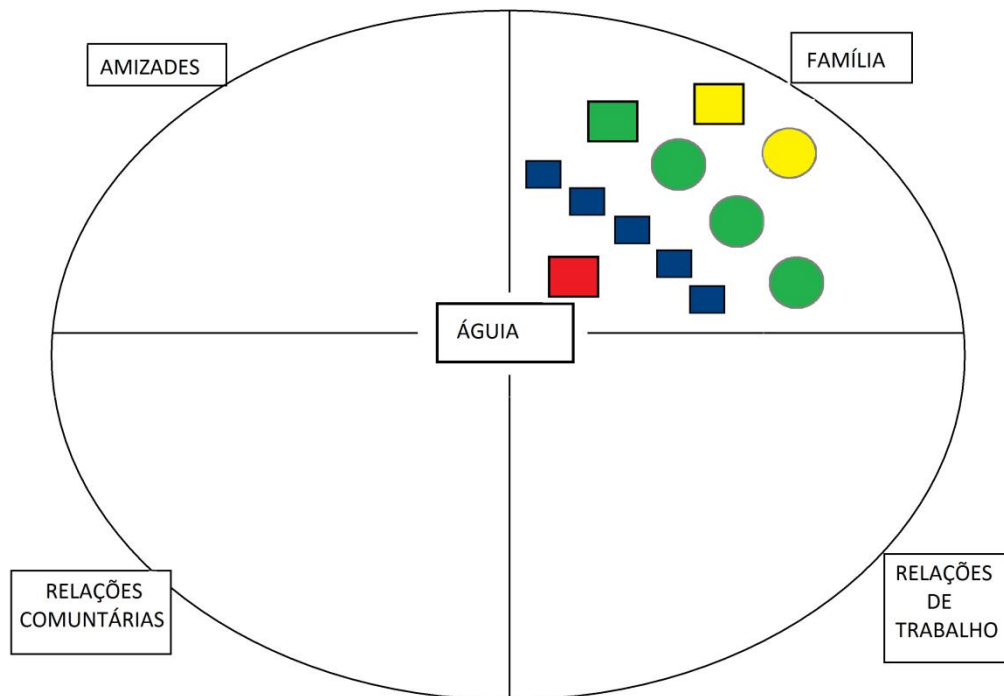 AMIZADES
FAMÍLIA
ÁGUIA
RELAÇÕES
COMUNTÁRIAS
RELAÇÕES
DE
TRABALHO